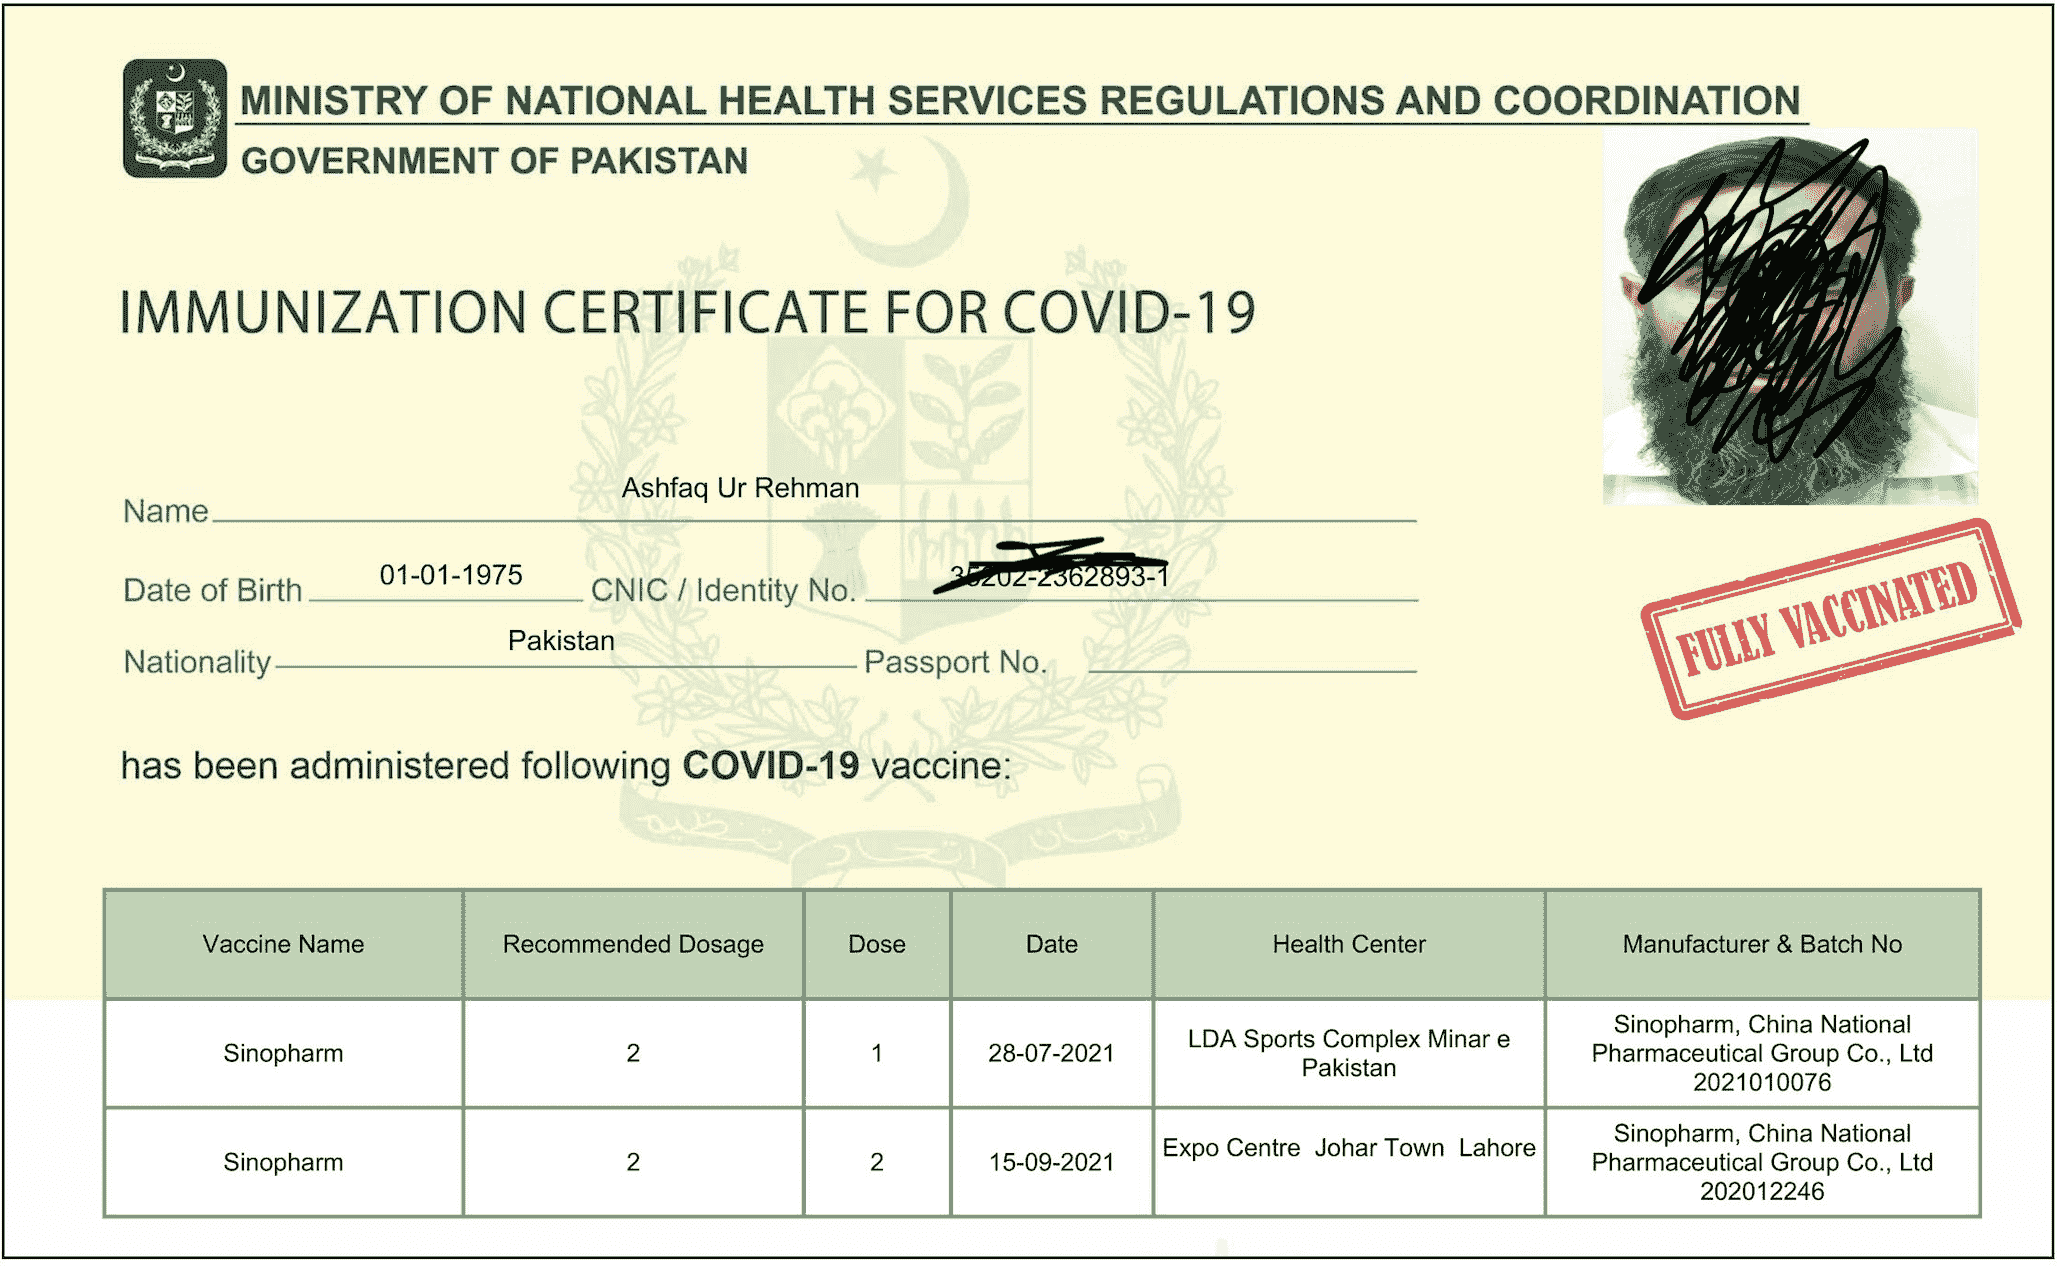 MINISTRY OF NATIONAL HEALTH SERVICES REGULATIONS AND COORDINATION
GOVERNMENT OF PAKISTAN
IMMUNIZATION CERTIFICATE FOR COVID-19
Name Ashfaq Ur Rehman
Date of Birth 01-01-1975 CNIC / Identity No.
Nationality Pakistan Passport No.
FULLY VACCINATED
has been administered following COVID-19 vaccine:
Vaccine Name Recommended Dosage Dose Date Health Center Manufacturer & Batch No
Sinopharm 2 1 28-07-2021 LDA Sports Complex Minar e
Pakistan
Sinopharm, China National
Pharmaceutical Group Co., Ltd
2021010076
Sinopharm 2 2 15-09-2021 Expo Centre Johar Town Lahore
Sinopharm, China National
Pharmaceutical Group Co., Ltd
202012246